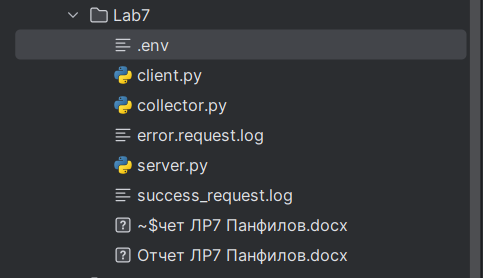 Lab7
.env
client.py
collector.py
error.request.log
server.py
success_request.log
~$чет ЛР7 Панфилов.docx
Отчет ЛР7 Панфилов.docx